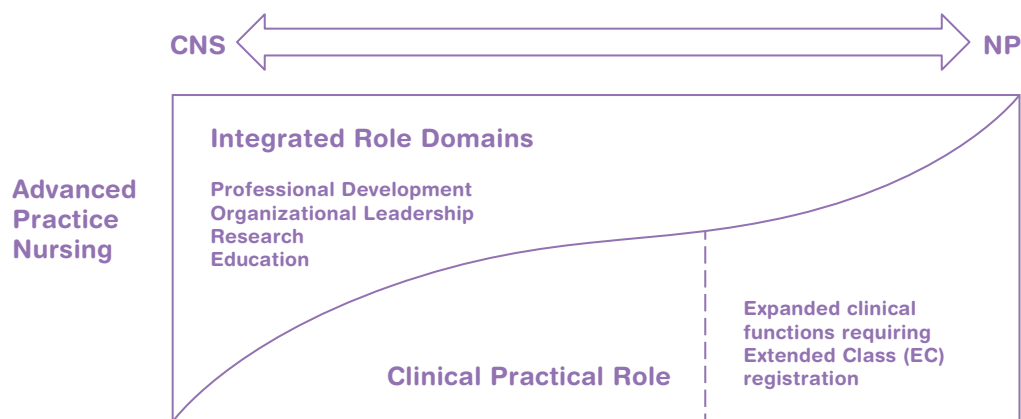 CNS
NP
Integrated Role Domains
Professional Development
Organizational Leadership
Research
Education
Advanced
Practice
Nursing
Clinical Practical Role
Expanded clinical
functions requiring
Extended Class (EC)
registration